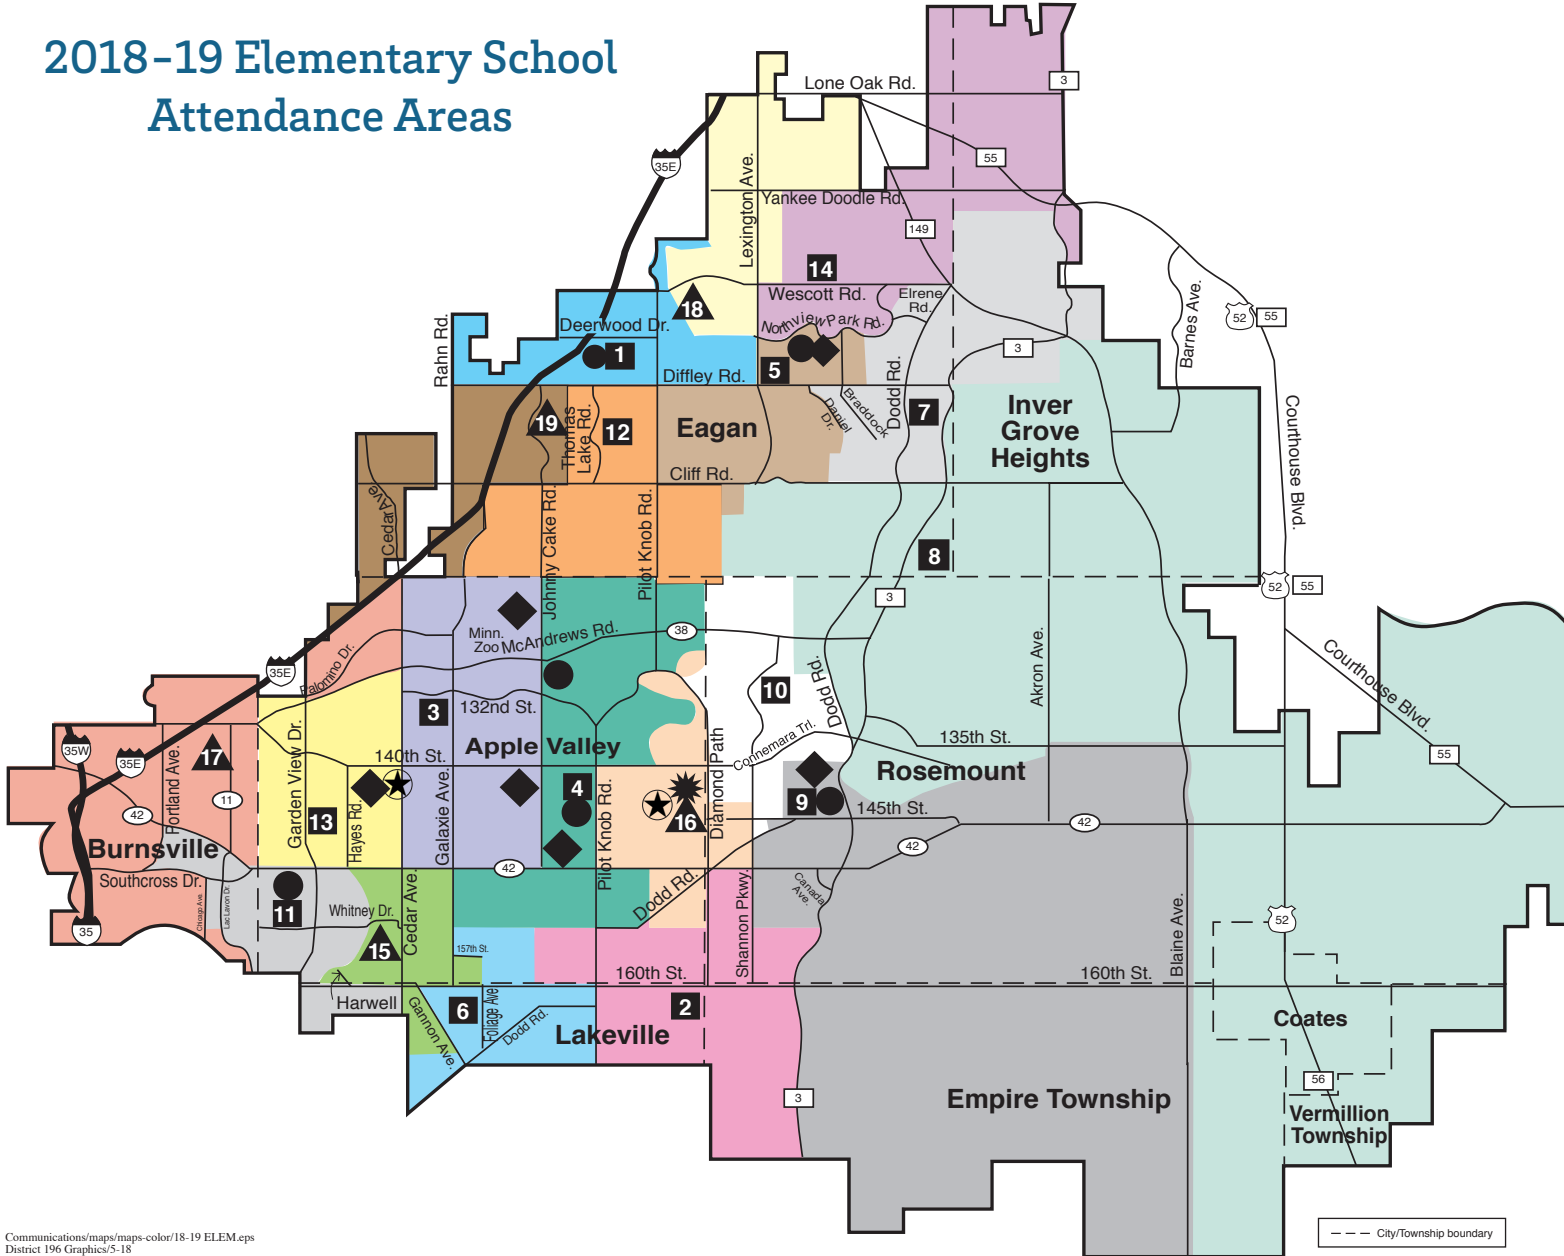 2018-19 Elementary School
Attendance Areas
Lone Oak Rd.
3
35E
55
Lexington Ave.
Yankee Doodle Rd.
149
14
Wescott Rd.
Elrene
Rd.
18
Northview Park Rd.
Barnes Ave.
52
55
Rahn Rd.
Deerwood Dr.
1
5
3
Diffley Rd.
Dodd Rd.
19
Thomas
Lake Rd.
12
Eagan
Daniel
Dr.
Braddock
7
Inver
Grove
Heights
Courthouse Blvd.
Cliff Rd.
Cedar Ave
Johnny Cake Rd.
Pilot Knob Rd.
8
52
55
3
Minn.
Zoo
McAndrews Rd.
38
Palomino Dr.
35E
Dodd Rd.
Akron Ave.
Courthouse Blvd.
10
3
132nd St.
Garden View Dr.
35W
35E
17
Portland Ave.
140th St.
Apple Valley
Diamond Path
Connemara Trl.
135th St.
55
Rosemount
Galaxie Ave.
4
Pilot Knob Rd.
9
145th St.
11
42
13
Hayes Rd.
16
42
42
Burnsville
42
Southcross Dr.
Chicago Ave.
Lac Lavon Dr.
11
Whitney Dr.
Cedar Ave.
Dodd Rd.
Shannon Pkwy.
Canada
Ave.
Blaine Ave.
52
35
15
157th St.
160th St.
160th St.
Harwell
Gannon Ave.
6
Foliage Ave.
Dodd Rd.
2
Lakeville
Coates
56
3
Empire Township
Vermillion
Township
Communications/maps/maps-color/18-19 ELEM.eps
District 196 Graphics/5-18
City/Township boundary